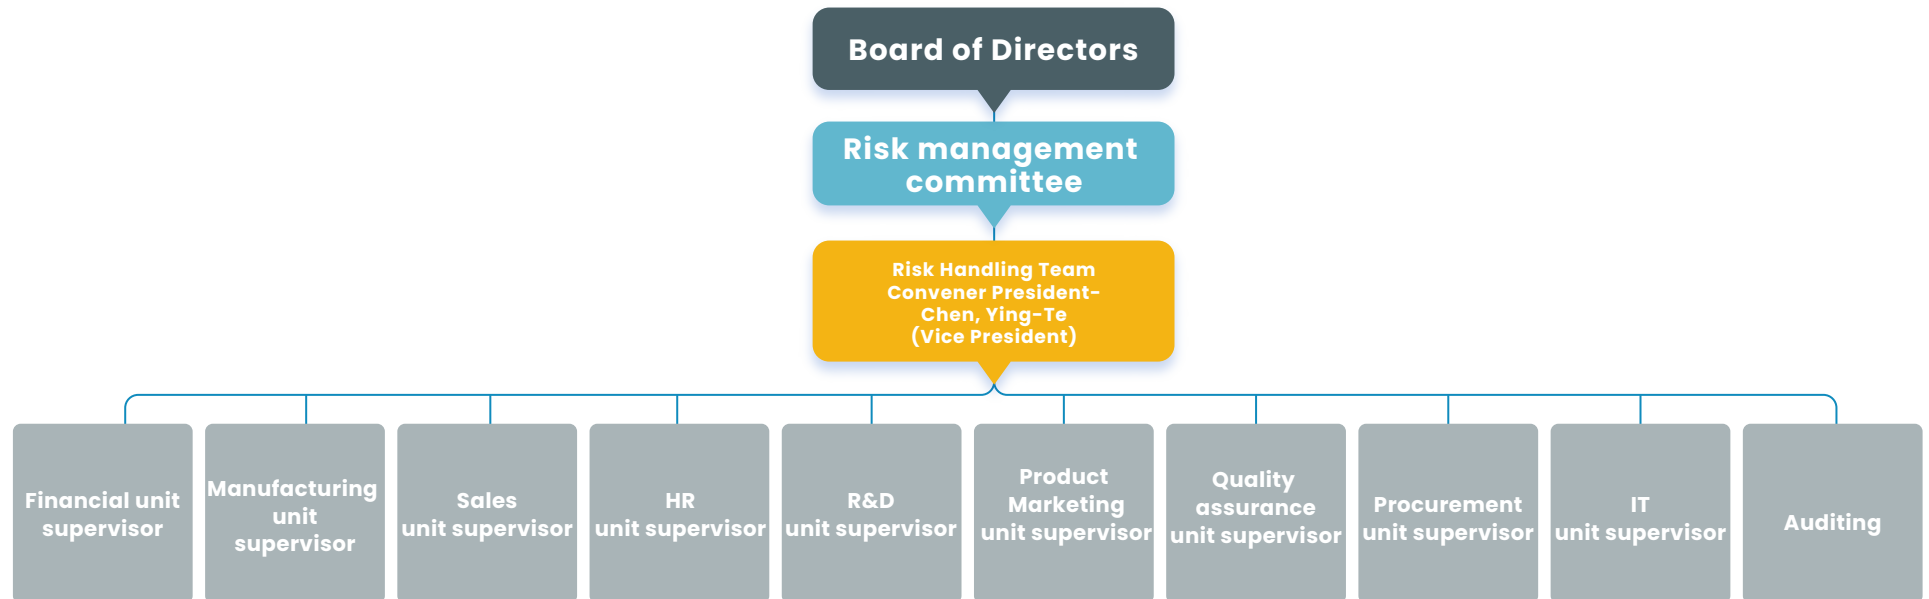 Board of Directors
Risk management
committee
Risk Handling Team
Convener President-
Chen, Ying-Te
(Vice President)
Financial unit
supervisor
Manufacturing
unit
supervisor
Sales
unit supervisor
HR
unit supervisor
R&D
unit supervisor
Product
Marketing
unit supervisor
Quality
assurance
unit supervisor
Procurement
unit supervisor
IT
unit supervisor
Auditing